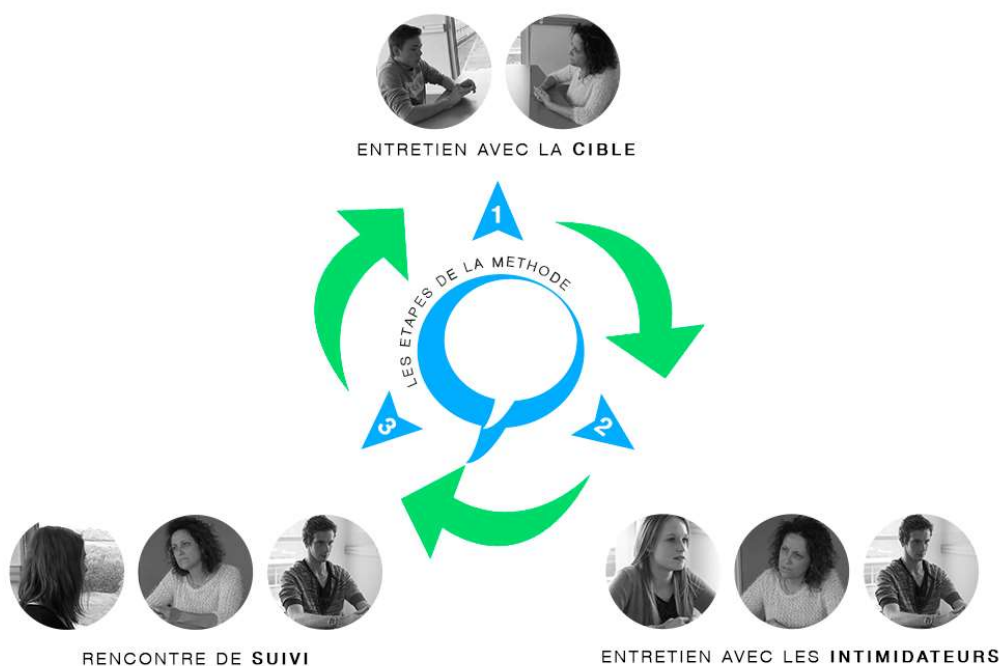 ENTRETIEN AVEC LA CIBLE
1
LES ETAPES DE LA METHODE
3
2
RENCONTRE DE SUIVI
ENTRETIEN AVEC LES INTIMIDATEURS